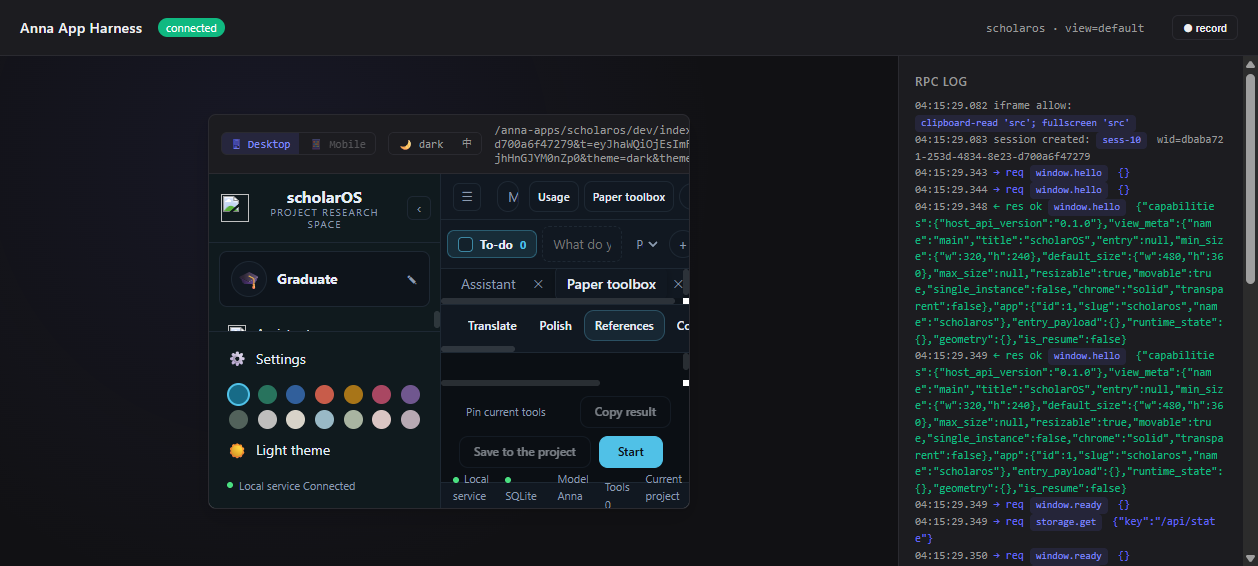 Anna App Harness
connected
scholaros · view=default
record
Desktop
Mobile
dark
中
/anna-apps/scholaros/dev/index
d700a6f47279&t=eyJhaWQiOjEsImF
jhHnGJYM0nZp0&theme=dark&theme
scholarOS
PROJECT RESEARCH
SPACE
Graduate
Settings
Light theme
Local service Connected
M
Usage
Paper toolbox
To-do 0
What do y
P
+
Assistant
Paper toolbox
Translate
Polish
References
Co
Pin current tools
Copy result
Save to the project
Start
Local
service
SQLite
Model
Anna
Tools
0
Current
project
RPC LOG
04:15:29.082 iframe allow:
clipboard-read 'src'; fullscreen 'src'
04:15:29.083 session created: sess-10 wid=dbaba72
1-253d-4834-8e23-d700a6f47279
04:15:29.343 → req window.hello {}
04:15:29.344 → req window.hello {}
04:15:29.348 ← res ok window.hello {"capabilitie
s":{"host_api_version":"0.1.0"},"view_meta":{"nam
e":"main","title":"scholarOS","entry":null,"min_siz
e":{"w":320,"h":240},"default_size":{"w":480,"h":36
0},"max_size":null,"resizable":true,"movable":tru
e,"single_instance":false,"chrome":"solid","transpa
rent":false},"app":{"id":1,"slug":"scholaros","nam
e":"scholaros"},"entry_payload":{},"runtime_state":
{},"geometry":{},"is_resume":false}
04:15:29.349 ← res ok window.hello {"capabilitie
s":{"host_api_version":"0.1.0"},"view_meta":{"nam
e":"main","title":"scholarOS","entry":null,"min_siz
e":{"w":320,"h":240},"default_size":{"w":480,"h":36
0},"max_size":null,"resizable":true,"movable":tru
e,"single_instance":false,"chrome":"solid","transpa
rent":false},"app":{"id":1,"slug":"scholaros","nam
e":"scholaros"},"entry_payload":{},"runtime_state":
{},"geometry":{},"is_resume":false}
04:15:29.349 → req window.ready {}
04:15:29.349 → req storage.get {"key":"/api/stat
e"}
04:15:29.350 → req window.ready {}